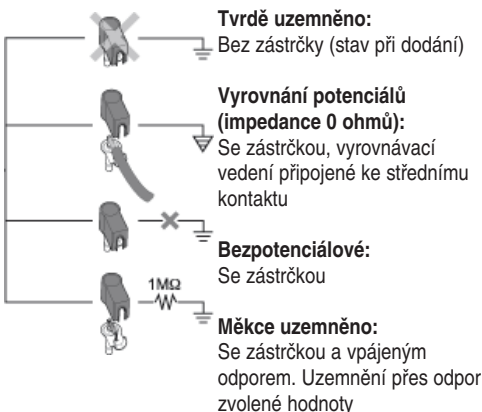 Tvrdě uzemněno:
Bez zástrčky (stav při dodání)
Vyrovnání potenciálů
(impedance 0 ohmů):
Se zástrčkou, vyrovnávací
vedení připojené ke střednímu
kontaktu
Bezpotenciálové:
Se zástrčkou
1MΩ
Měkce uzemněno:
Se zástrčkou a vpájeným
odporem. Uzemnění přes odpor
zvolené hodnoty